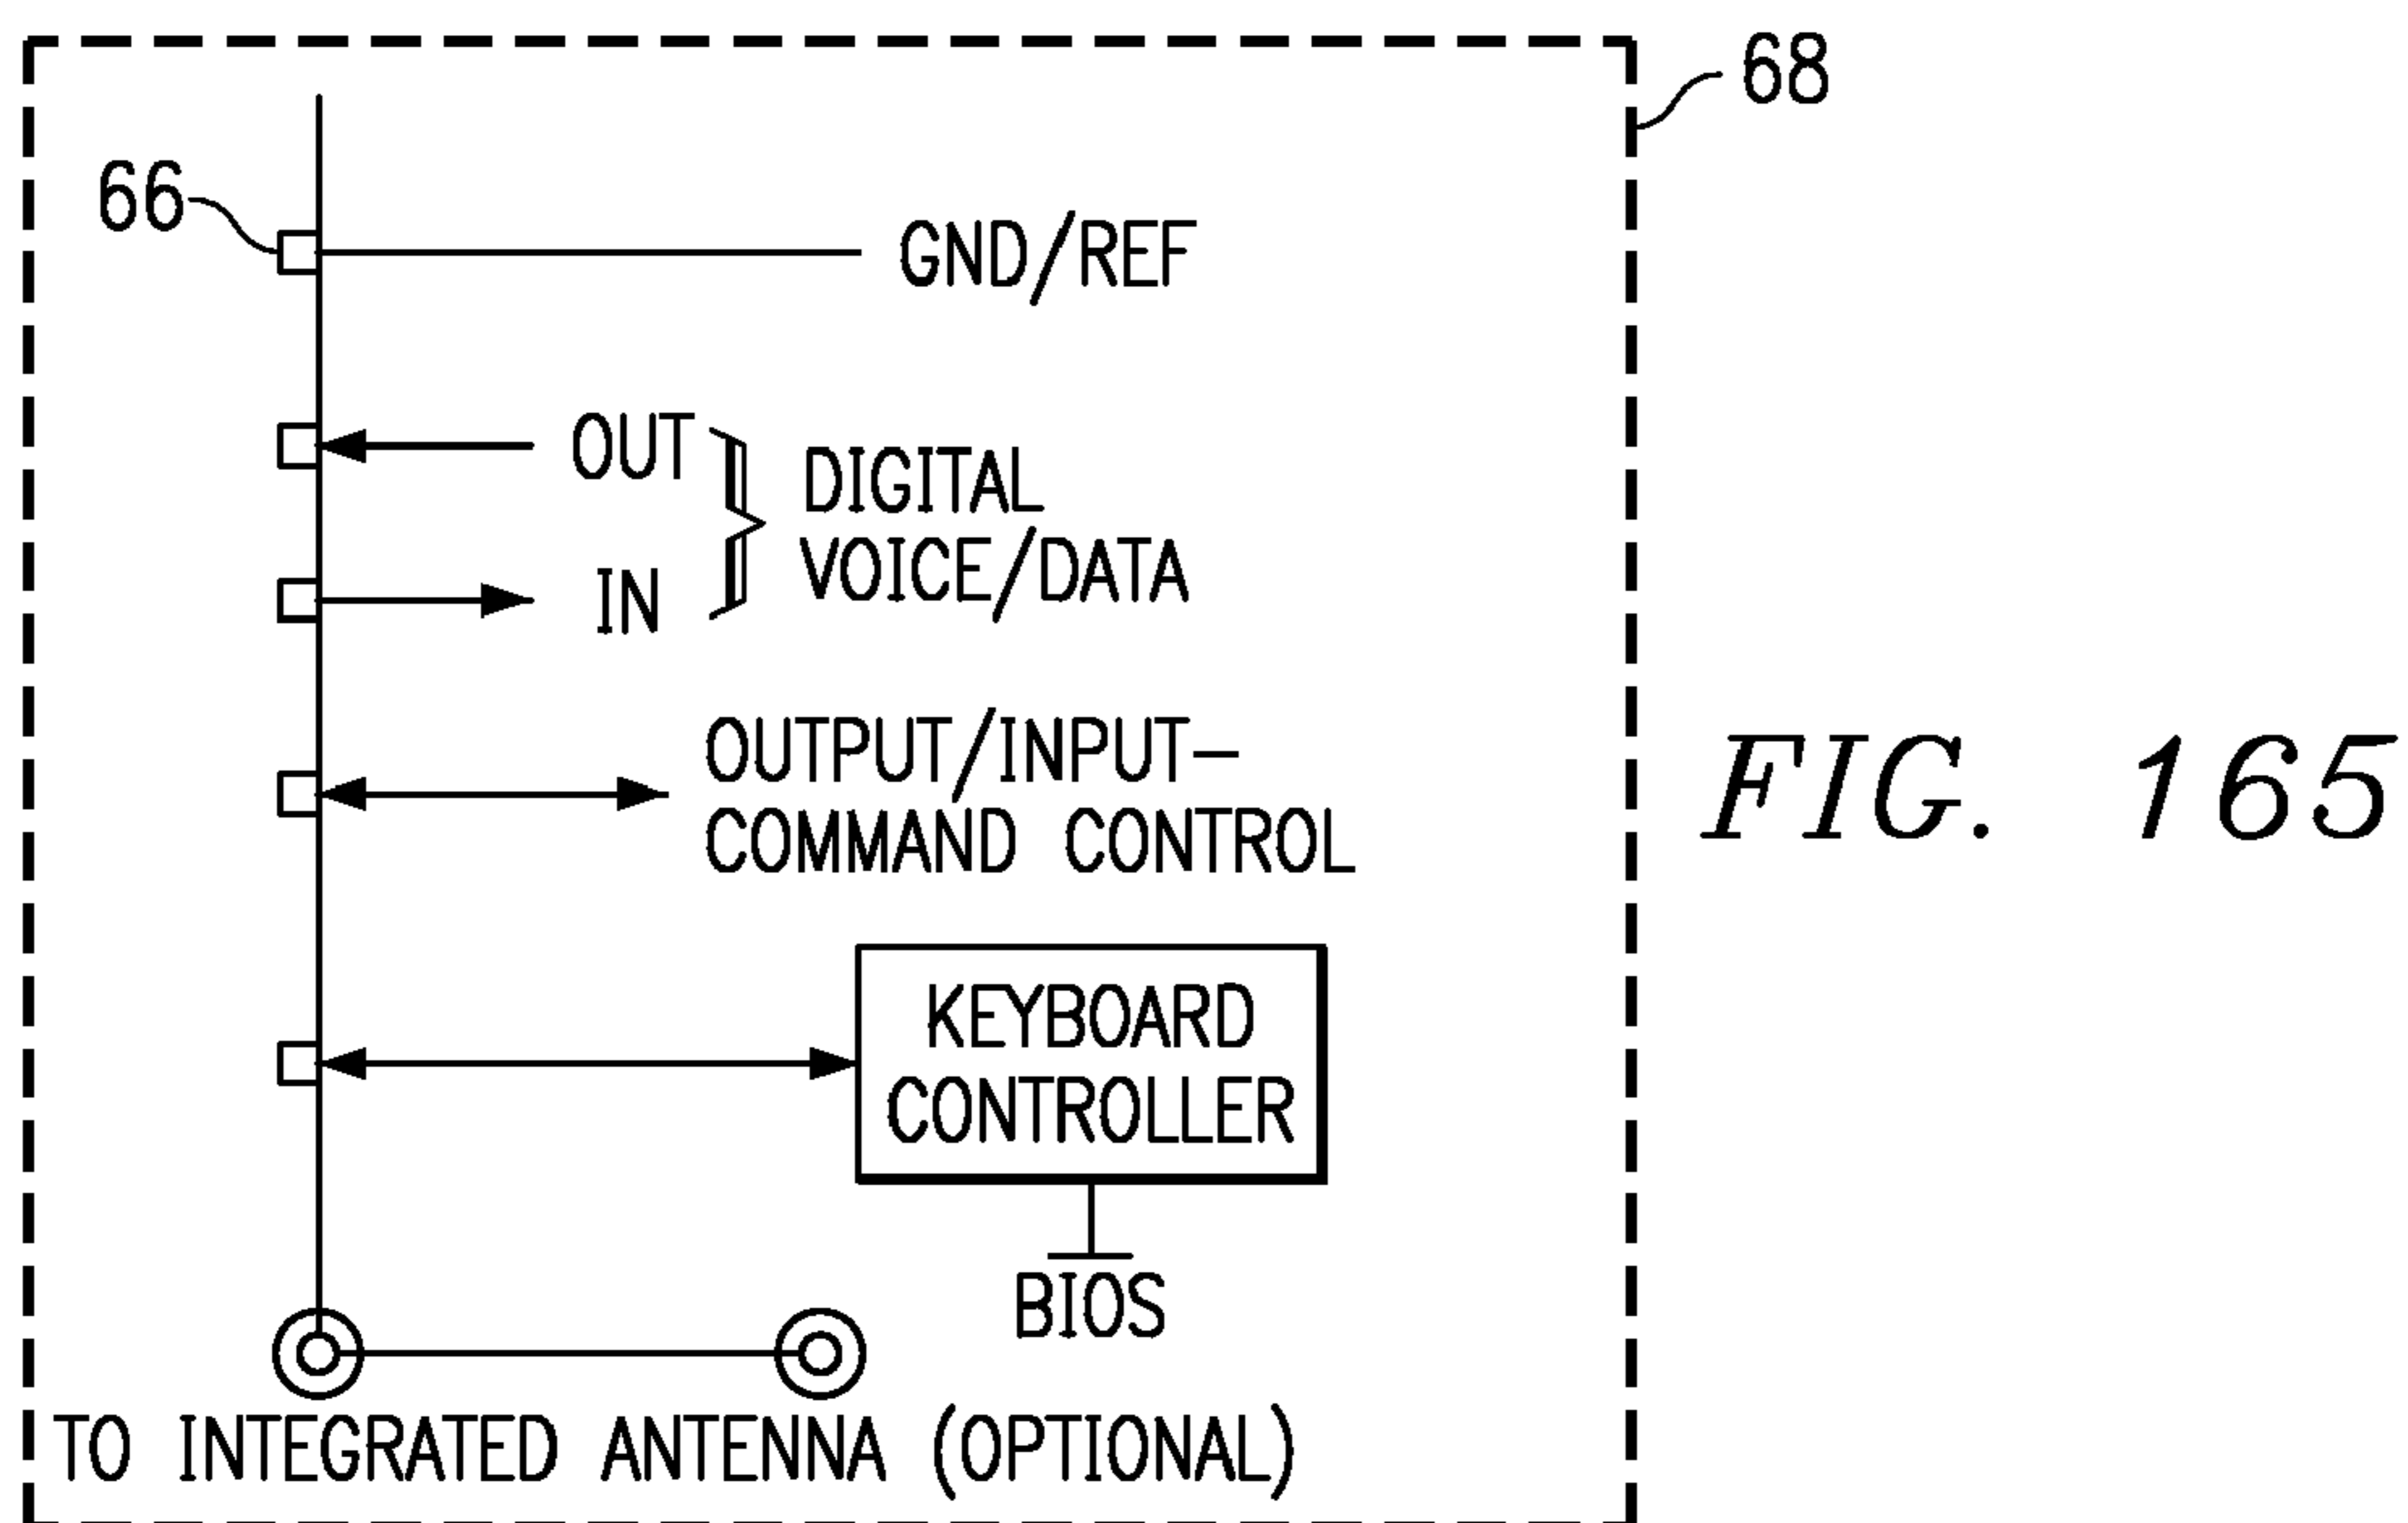 68
66
GND/REF
OUT
DIGITAL
VOICE/DATA
IN
OUTPUT/INPUT-
COMMAND CONTROL
FIG. 165
KEYBOARD
CONTROLLER
BIOS
TO INTEGRATED ANTENNA (OPTIONAL)